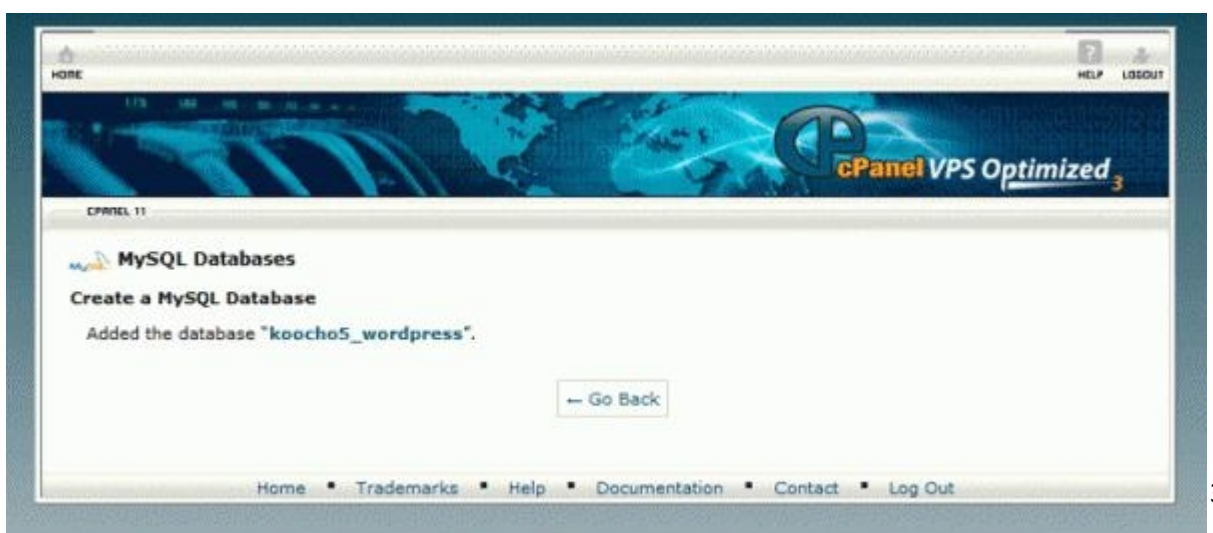 HOME
HELP LOGOUT
cPanel VPS Optimized 3
CPANEL 11
MySQL Databases
Create a MySQL Database
Added the database "koocho5_wordpress".
← Go Back
Home ▪ Trademarks ▪ Help ▪ Documentation ▪ Contact ▪ Log Out